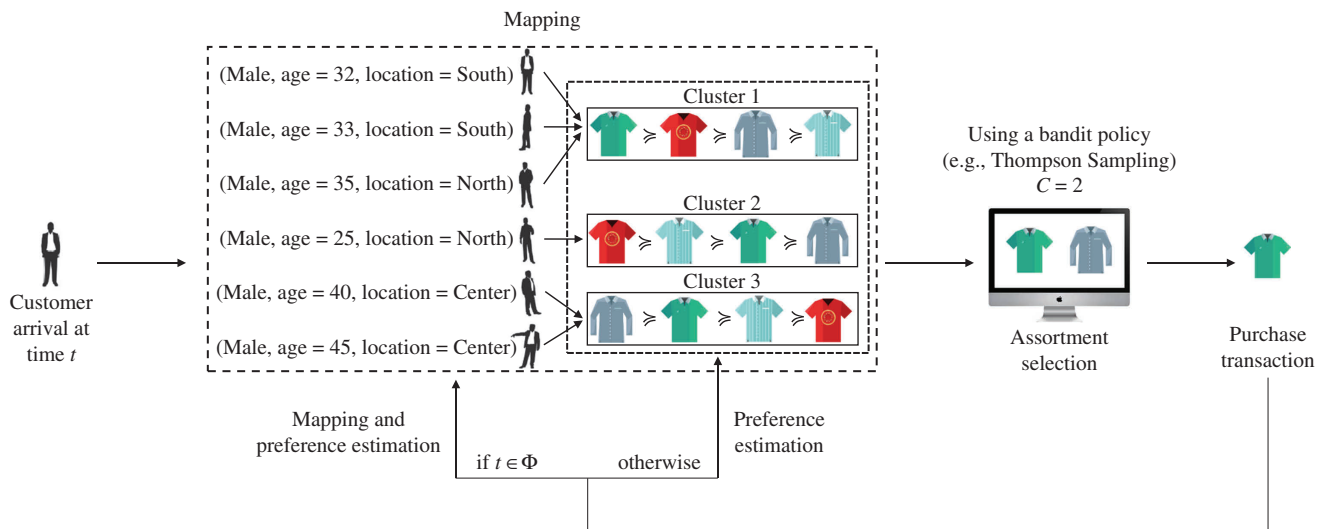 Mapping
(Male, age = 32, location = South)
(Male, age = 33, location = South)
(Male, age = 35, location = North)
(Male, age = 25, location = North)
(Male, age = 40, location = Center)
(Male, age = 45, location = Center)
Cluster 1
≽ ≽ ≽
Cluster 2
≽ ≽ ≽
Cluster 3
≽ ≽ ≽
Customer
arrival at
time t
Using a bandit policy
(e.g., Thompson Sampling)
C = 2
Assortment
selection
Purchase
transaction
Mapping and
preference estimation
Preference
estimation
if t ∈ Φ
otherwise